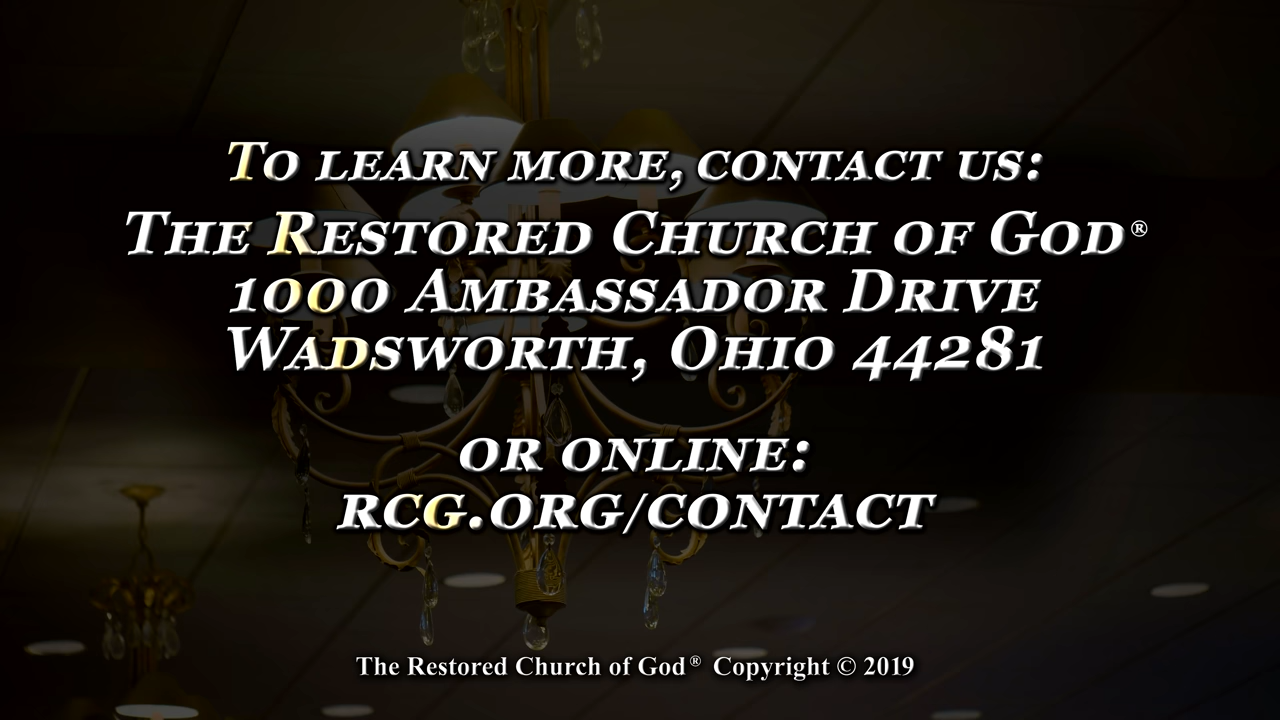 To learn more, contact us:
The Restored Church of God®
1000 Ambassador Drive
Wadsworth, Ohio 44281
or online:
rcg.org/contact
The Restored Church of God® Copyright © 2019